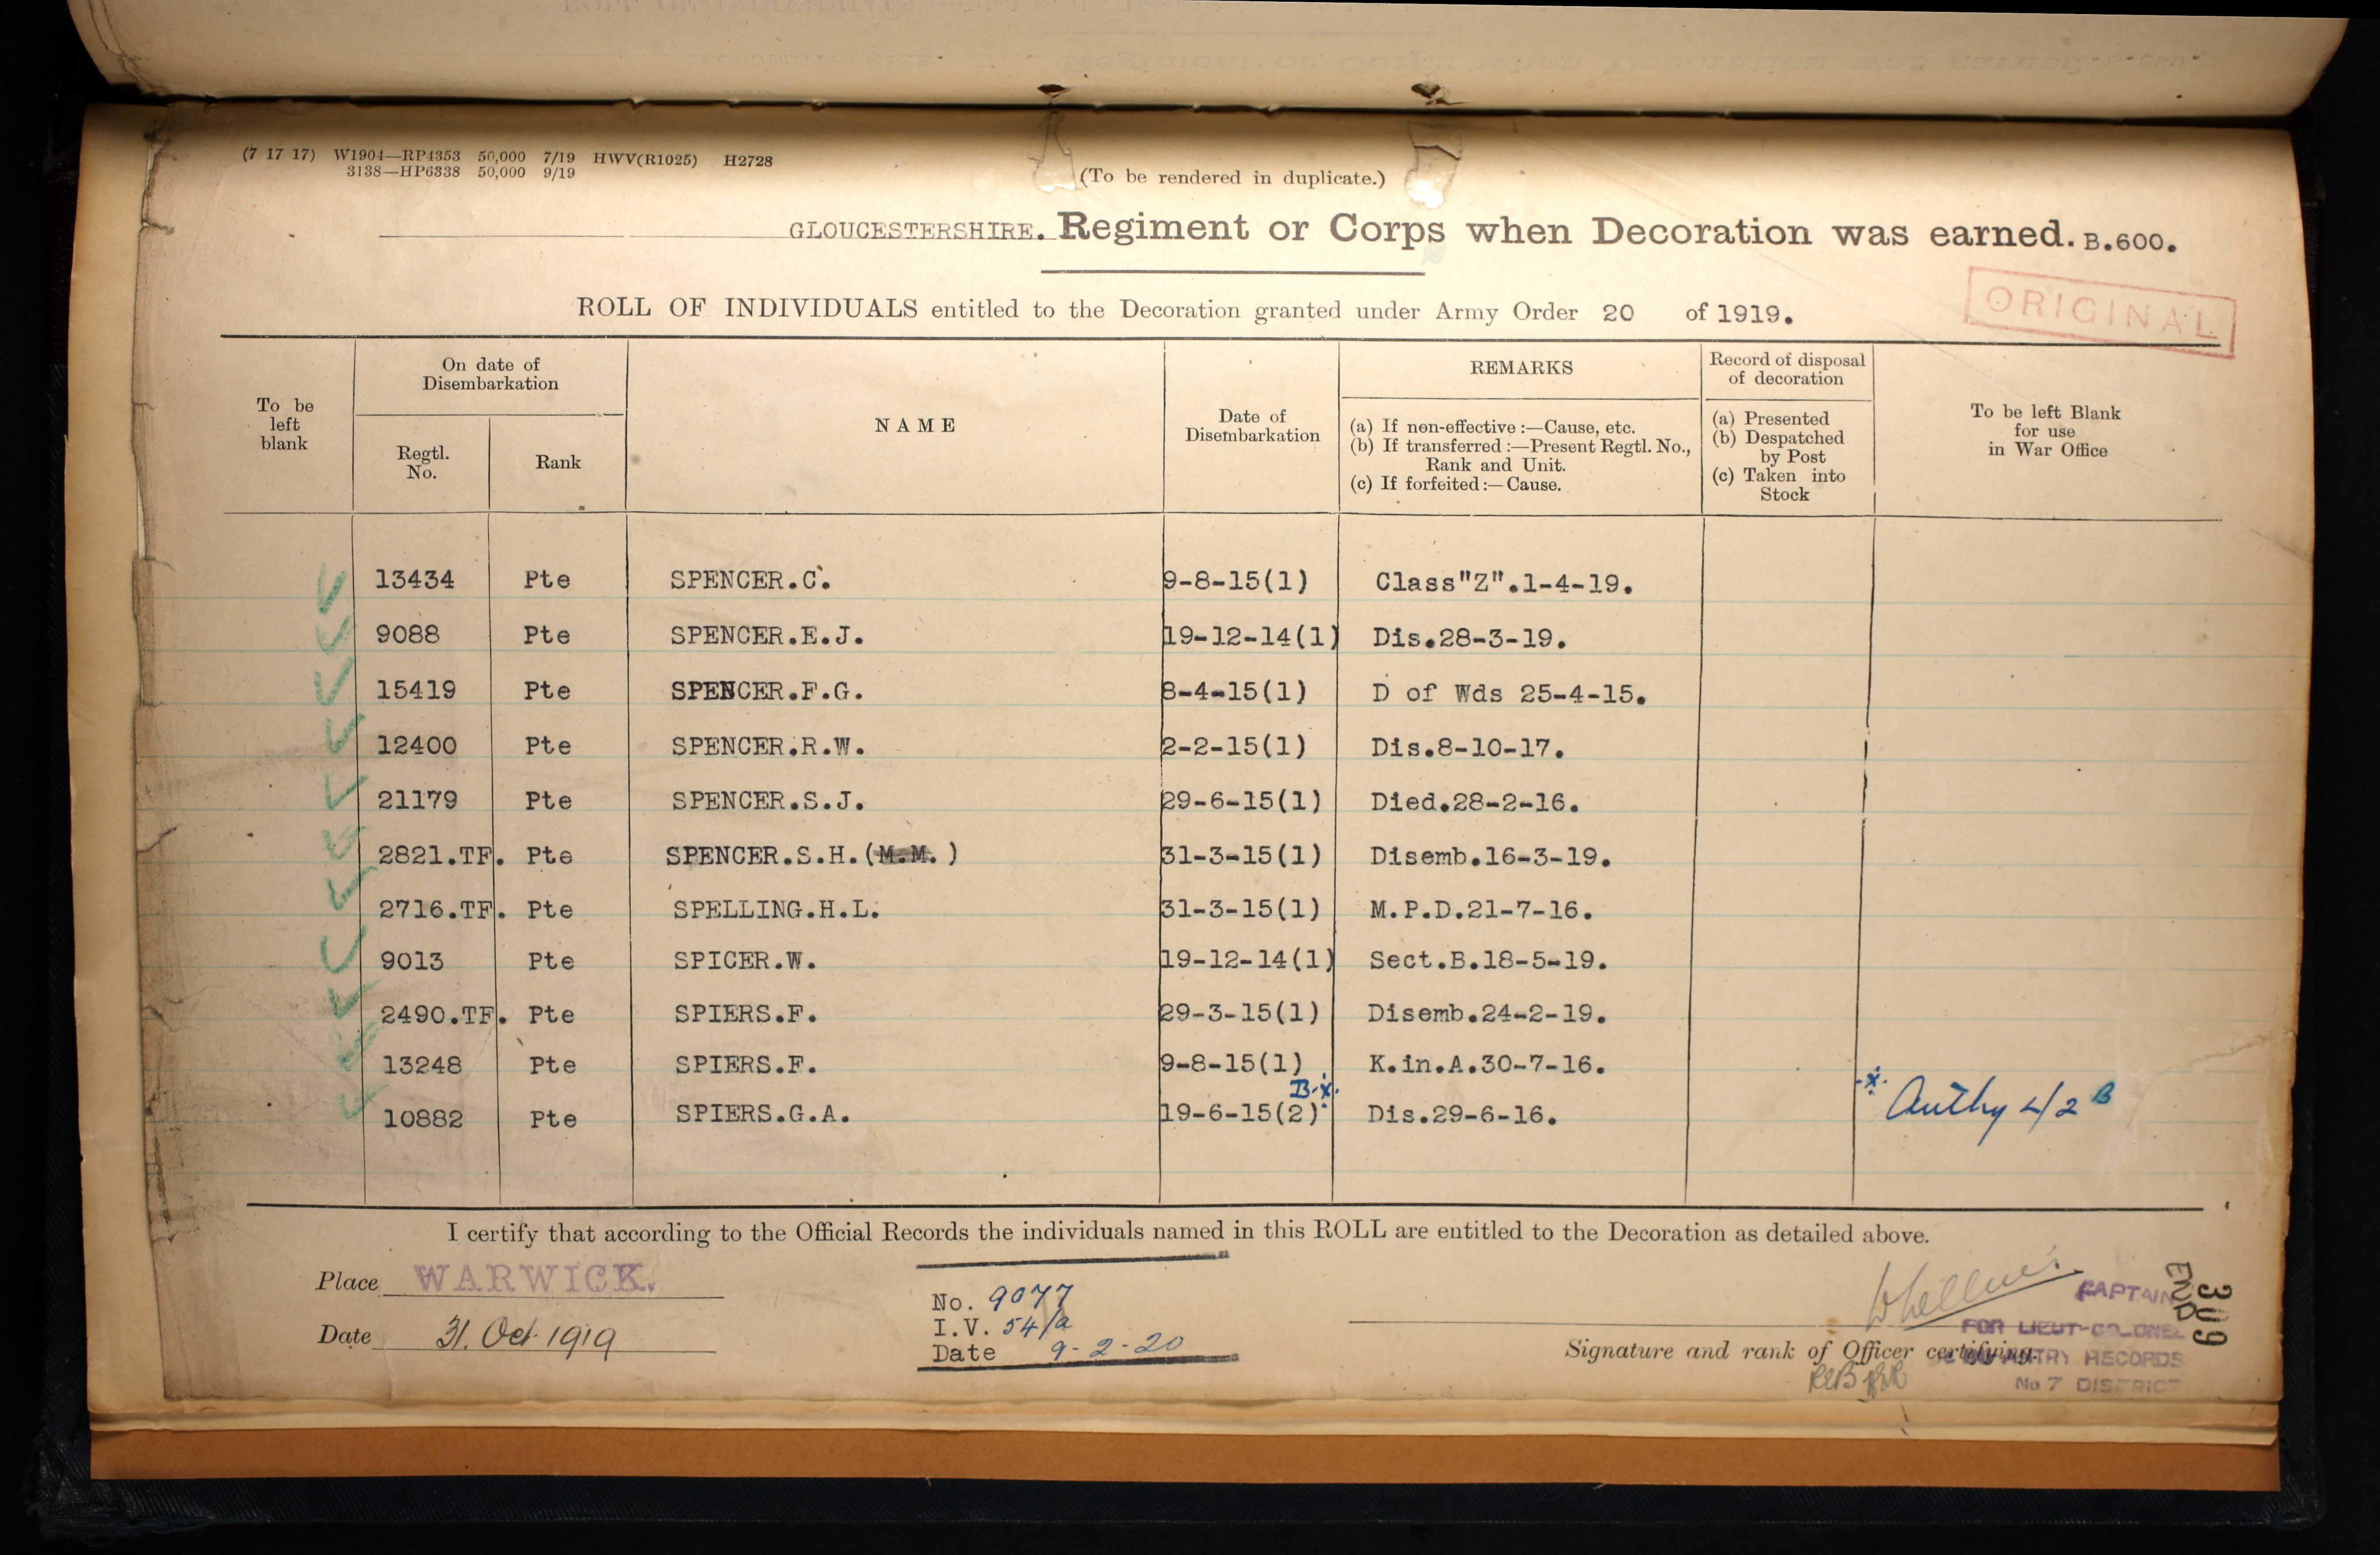 (7 17 17) W1904—RP4353 50,000 7/19 HWV(R1025) H2728
3138—HP6338 50,000 9/19
(To be rendered in duplicate.)
GLOUCESTERSHIRE. Regiment or Corps when Decoration was earned. B.600.
ROLL OF INDIVIDUALS entitled to the Decoration granted under Army Order 20 of 1919.
ORIGINAL
To be left blank
On date of Disembarkation
Regtl. No.
Rank
NAME
Date of Disembarkation
REMARKS
(a) If non-effective :—Cause, etc.
(b) If transferred :—Present Regtl. No.,
Rank and Unit.
(c) If forfeited :—Cause.
Record of disposal of decoration
(a) Presented
(b) Despatched
by Post
(c) Taken into
Stock
To be left Blank
for use
in War Office
13434 Pte SPENCER.C. 9-8-15(1) Class"Z".1-4-19.
9088 Pte SPENCER.E.J. 19-12-14(1) Dis.28-3-19.
15419 Pte SPENCER.F.G. 8-4-15(1) D of Wds 25-4-15.
12400 Pte SPENCER.R.W. 2-2-15(1) Dis.8-10-17.
21179 Pte SPENCER.S.J. 29-6-15(1) Died.28-2-16.
2821.TF. Pte SPENCER.S.H.(M.M.) 31-3-15(1) Disemb.16-3-19.
2716.TF. Pte SPELLING.H.L. 31-3-15(1) M.P.D.21-7-16.
9013 Pte SPICER.W. 19-12-14(1) Sect.B.18-5-19.
2490.TF. Pte SPIERS.F. 29-3-15(1) Disemb.24-2-19.
13248 Pte SPIERS.F. 9-8-15(1) K.in.A.30-7-16.
B.x.
10882 Pte SPIERS.G.A. 19-6-15(2) Dis.29-6-16. x Authy 4/2 B
I certify that according to the Official Records the individuals named in this ROLL are entitled to the Decoration as detailed above.
Place WARWICK.
Date 31. Oct 1919
No. 9077
I.V. 54/a
Date 9-2-20
CAPTAIN
FOR LIEUT-COLONEL
Signature and rank of Officer certifying.
INFANTRY RECORDS
No 7 DISTRICT
309
END